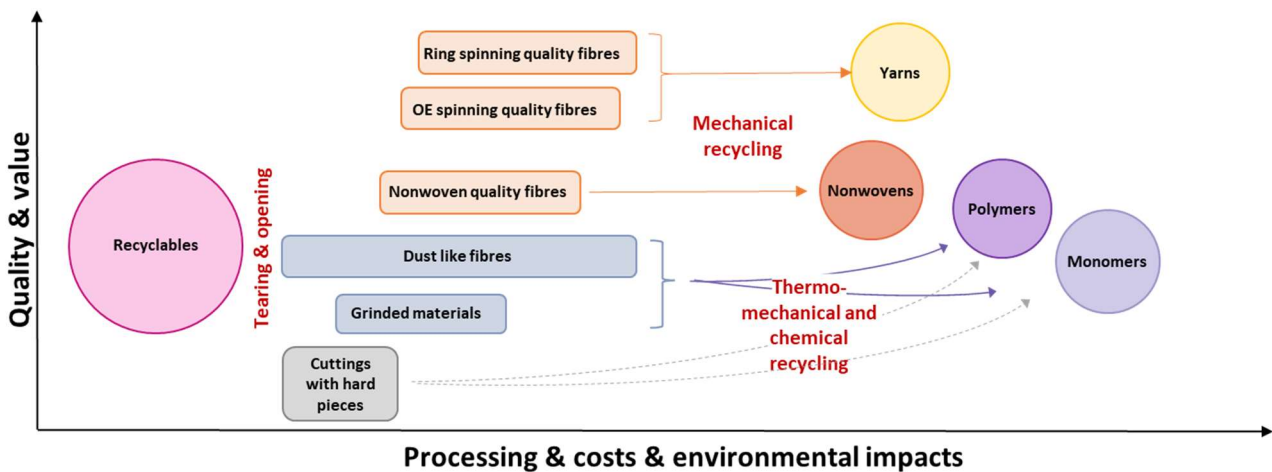 Quality & value
Recyclables
Tearing & opening
Ring spinning quality fibres
OE spinning quality fibres
Nonwoven quality fibres
Dust like fibres
Grinded materials
Cuttings
with hard
pieces
Mechanical
recycling
Thermo-
mechanical and
chemical
recycling
Yarns
Nonwovens
Polymers
Monomers
Processing & costs & environmental impacts